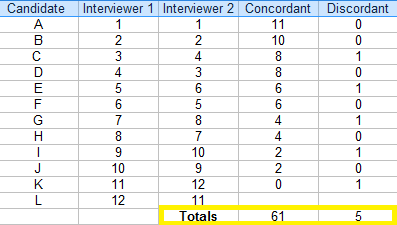 Candidate Interviewer 1 Interviewer 2 Concordant Discordant
A 1 1 11 0
B 2 2 10 0
C 3 4 8 1
D 4 3 8 0
E 5 6 6 1
F 6 5 6 0
G 7 8 4 1
H 8 7 4 0
I 9 10 2 1
J 10 9 2 0
K 11 12 0 1
L 12 11
Totals 61 5